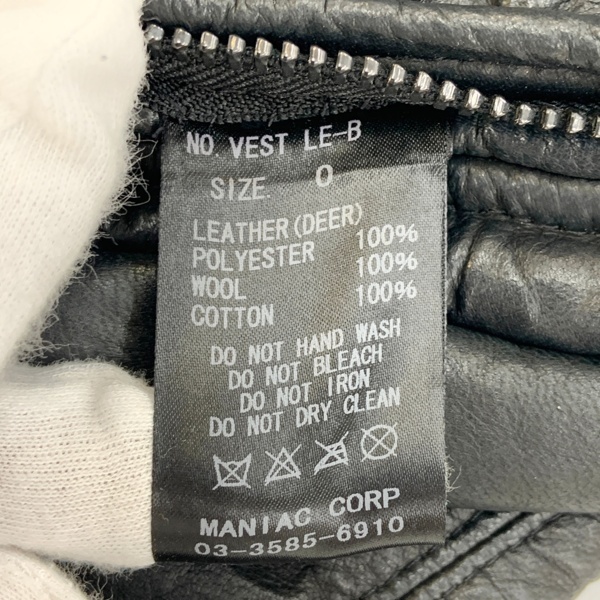 NO. VEST LE-B
SIZE. 0
LEATHER(DEER)
POLYESTER 100%
WOOL 100%
COTTON 100%
DO NOT HAND WASH
DO NOT BLEACH
DO NOT IRON
DO NOT DRY CLEAN
MANIAC CORP
03-3585-6910